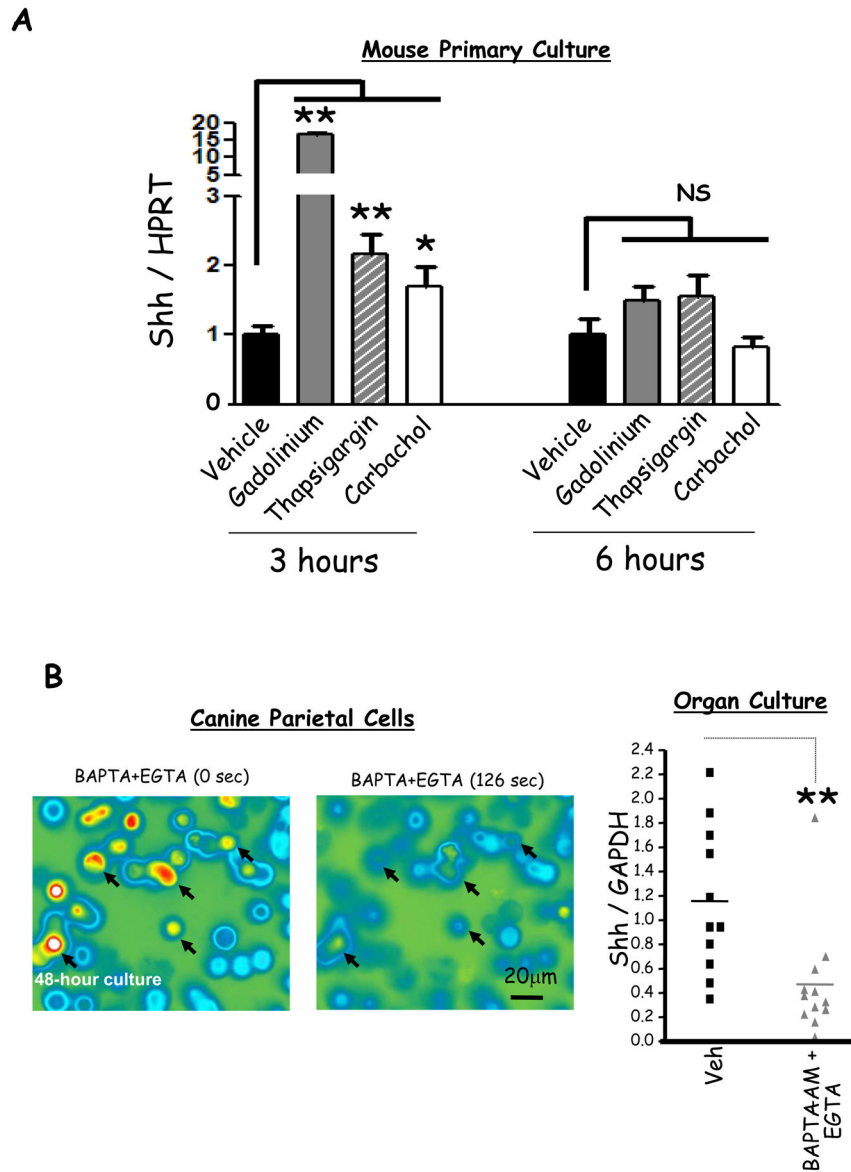 A
Mouse Primary Culture
Shh / HPRT
20
15
10
5
3
2
1
0
**
**
*
NS
Vehicle
Gadolinium
Thapsigargin
Carbachol
Vehicle
Gadolinium
Thapsigargin
Carbachol
3 hours
6 hours
B
Canine Parietal Cells
BAPTA+EGTA (0 sec)
BAPTA+EGTA (126 sec)
48-hour culture
20μm
Organ Culture
Shh / GAPDH
2.4
2.2
2.0
1.8
1.6
1.4
1.2
1.0
0.8
0.6
0.4
0.2
0.0
**
Veh
BAPTAAM +
EGTA